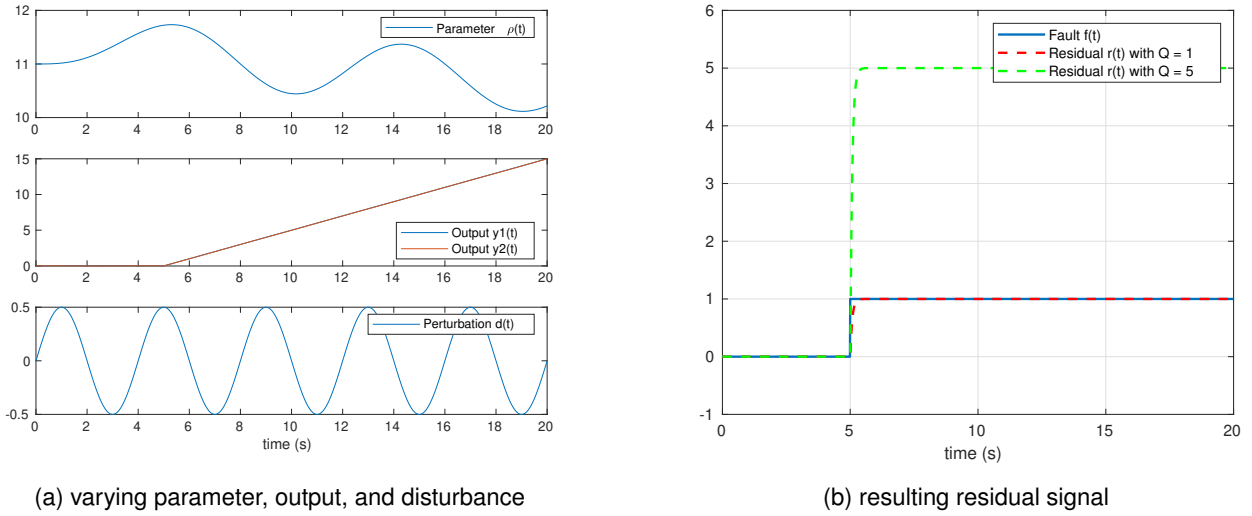 12
11
10
Parameter ρ(t)
0 2 4 6 8 10 12 14 16 18 20
15
10
5
0
Output y1(t)
Output y2(t)
0 2 4 6 8 10 12 14 16 18 20
0.5
0
-0.5
Perturbation d(t)
0 2 4 6 8 10 12 14 16 18 20
time (s)
(a) varying parameter, output, and disturbance
6
5
4
3
2
1
0
-1
Fault f(t)
Residual r(t) with Q = 1
Residual r(t) with Q = 5
0 5 10 15 20
time (s)
(b) resulting residual signal